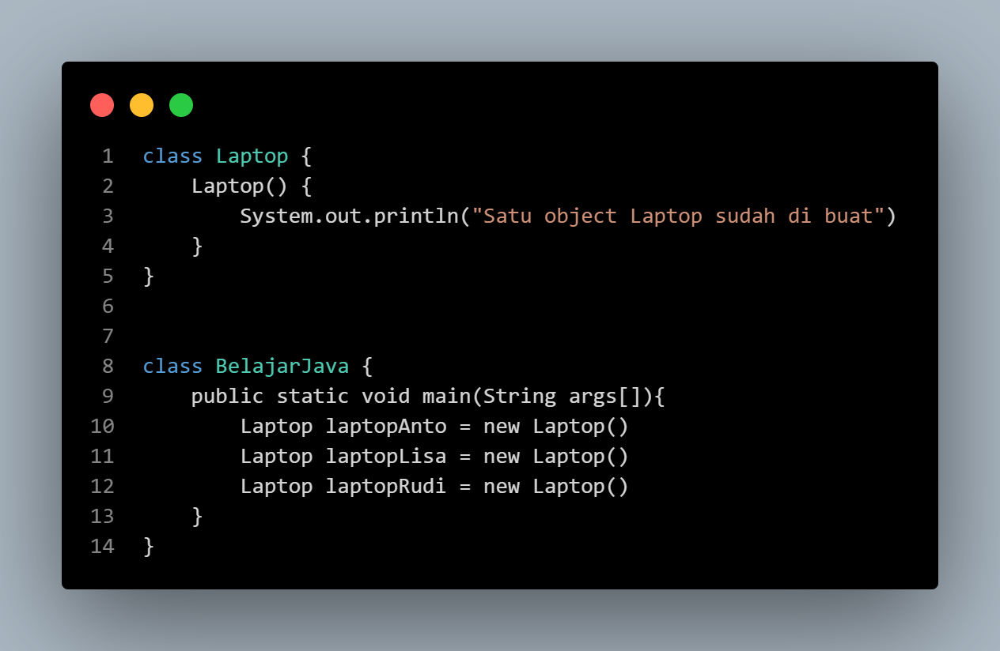 1 class Laptop {
2     Laptop() {
3         System.out.println("Satu object Laptop sudah di buat")
4     }
5 }
6
7
8 class BelajarJava {
9     public static void main(String args[]){
10         Laptop laptopAnto = new Laptop()
11         Laptop laptopLisa = new Laptop()
12         Laptop laptopRudi = new Laptop()
13     }
14 }